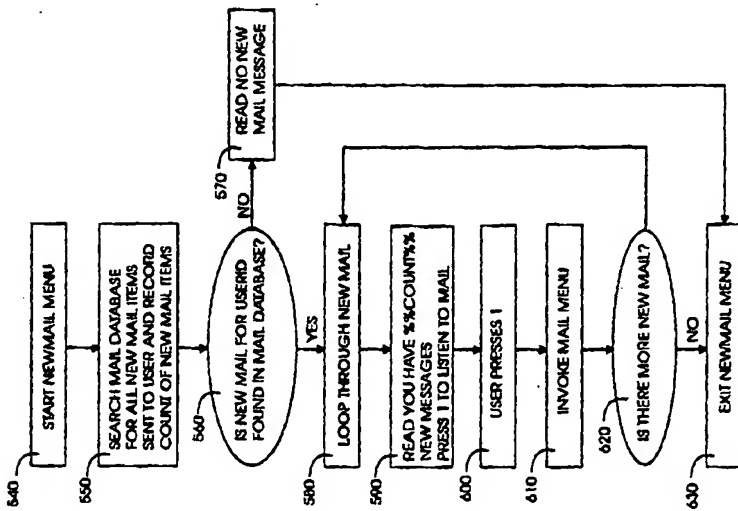 540
START NEWMAIL MENU
550
SEARCH MAIL DATABASE
FOR ALL NEW MAIL ITEMS
SENT TO USER AND RECORD
COUNT OF NEW MAIL ITEMS
560
IS NEW MAIL FOR USERID
FOUND IN MAIL DATABASE?
NO
570
READ NO NEW
MAIL MESSAGE
YES
580
LOOP THROUGH NEW MAIL
590
READ YOU HAVE %%COUNT%%
NEW MESSAGES
PRESS 1 TO LISTEN TO MAIL
600
USER PRESSES 1
610
INVOKE MAIL MENU
620
IS THERE MORE NEW MAIL?
NO
630
EXIT NEWMAIL MENU